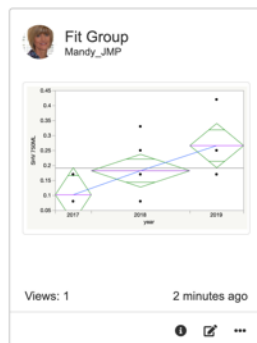 Fit Group
Mandy_JMP
0.45
0.4
0.35
0.3
0.25
0.2
0.15
0.1
0.05
SHV 750ML
2017
2018
2019
year
Views: 1
2 minutes ago